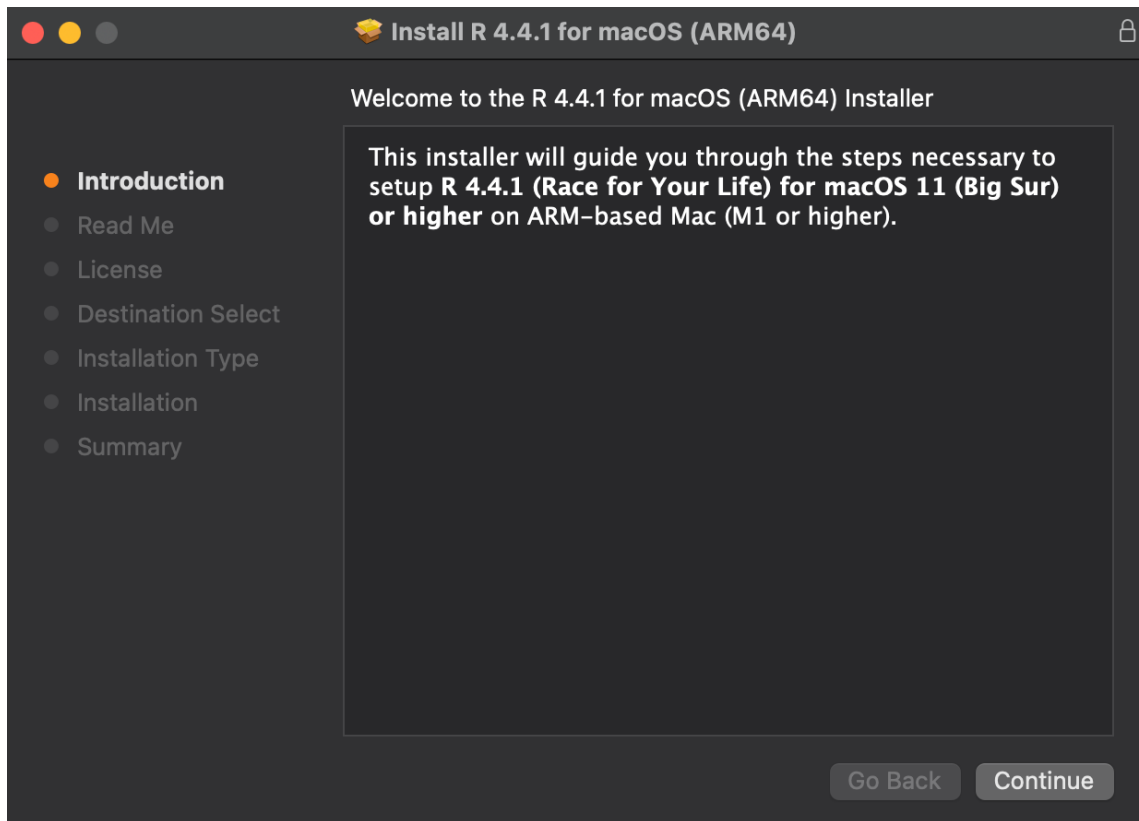 Install R 4.4.1 for macOS (ARM64)
Welcome to the R 4.4.1 for macOS (ARM64) Installer
Introduction
Read Me
License
Destination Select
Installation Type
Installation
Summary
This installer will guide you through the steps necessary to
setup R 4.4.1 (Race for Your Life) for macOS 11 (Big Sur)
or higher on ARM-based Mac (M1 or higher).
Go Back
Continue